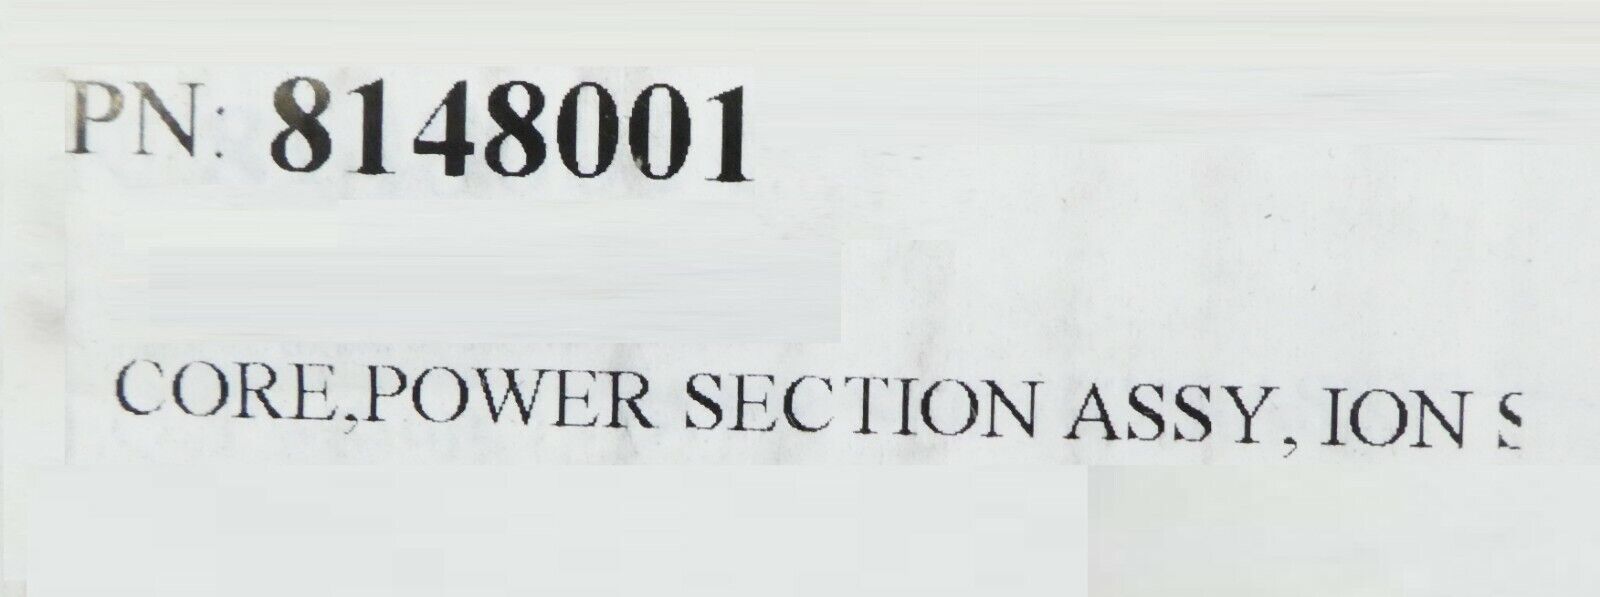 PN: 8148001
CORE,POWER SECTION ASSY, ION S